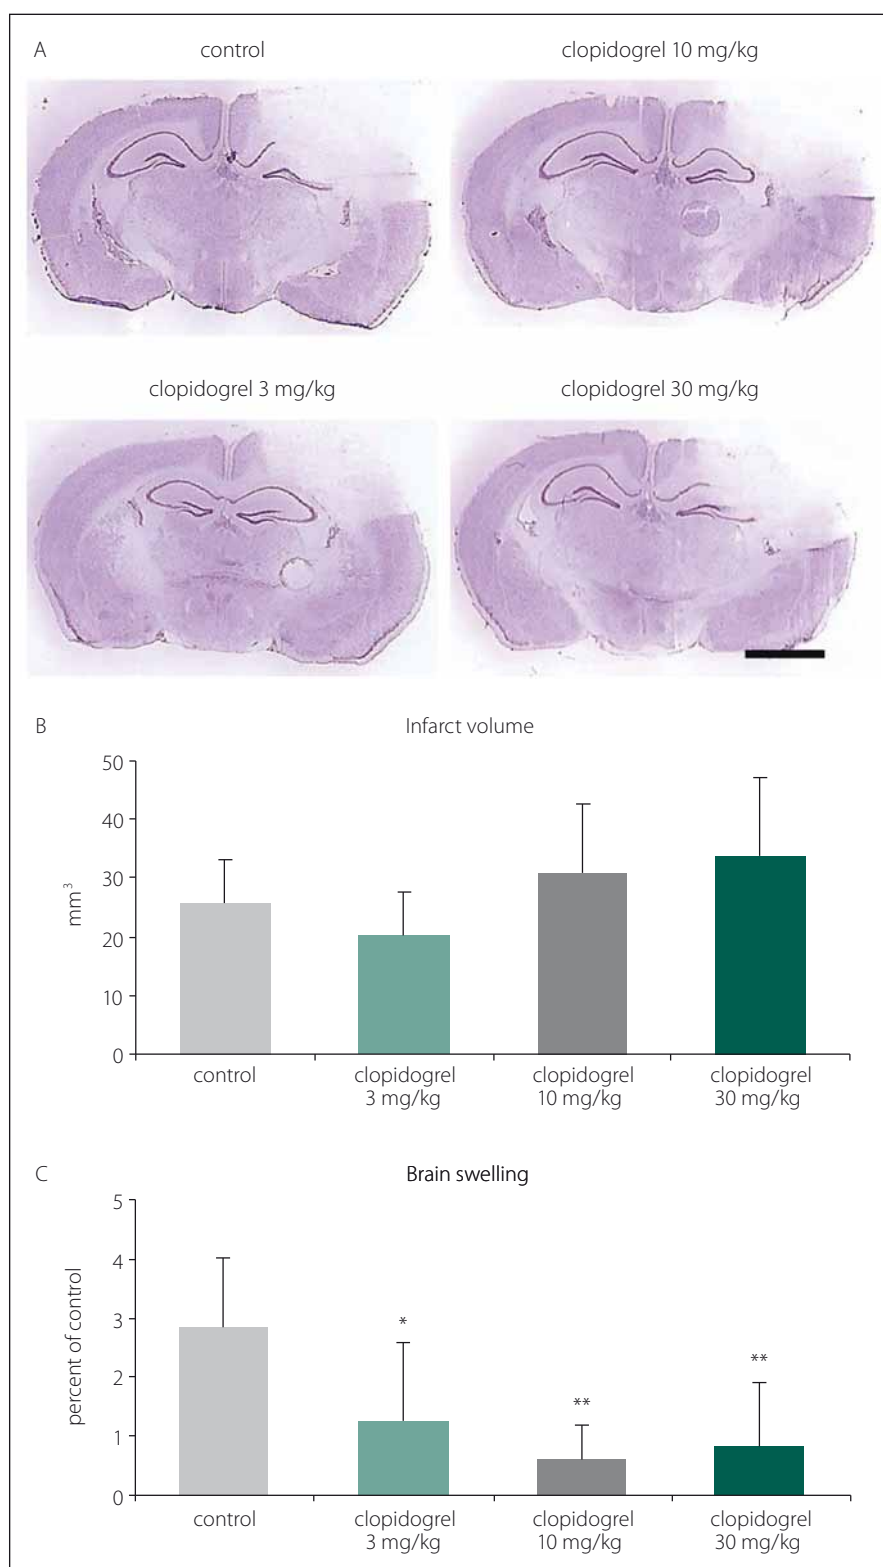 A
control
clopidogrel 10 mg/kg
clopidogrel 3 mg/kg
clopidogrel 30 mg/kg
B
Infarct volume
50
40
30
20
10
0
mm³
control
clopidogrel
3 mg/kg
clopidogrel
10 mg/kg
clopidogrel
30 mg/kg
C
Brain swelling
5
4
3
2
1
0
percent of control
*
**
**
control
clopidogrel
3 mg/kg
clopidogrel
10 mg/kg
clopidogrel
30 mg/kg